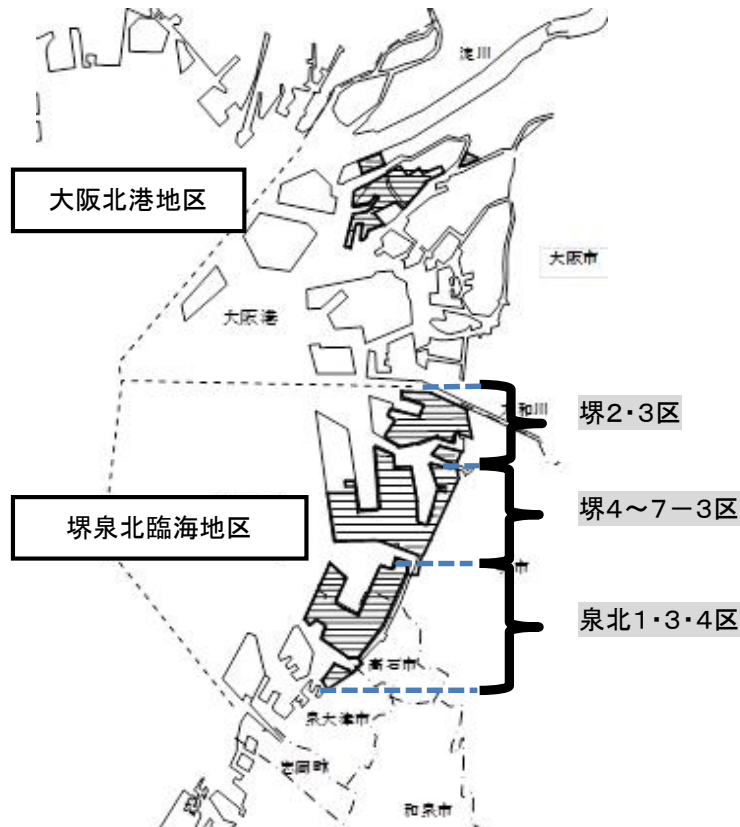 淀川
大阪北港地区
大阪市
大阪港
大和川
堺2・3区
堺4～7－3区
堺泉北臨海地区
市
泉北1・3・4区
高石市
泉大津市
忠岡町
和泉市